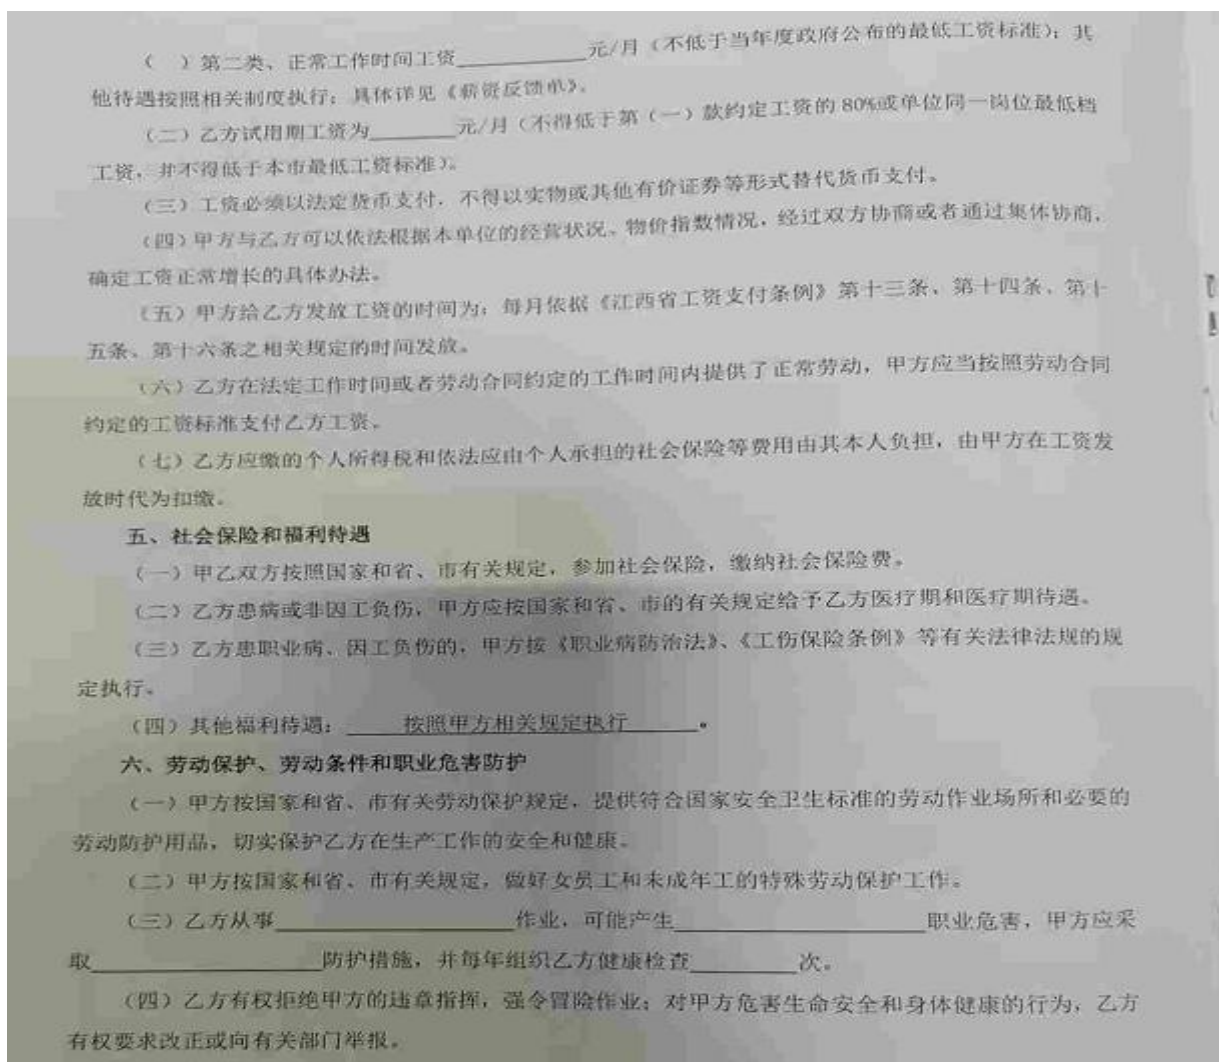 （ ）第二类、正常工作时间工资________元/月（不低于当年度政府公布的最低工资标准）；其
他待遇按照相关制度执行；具体详见《薪资反馈单》。
（二）乙方试用期工资为______元/月（不得低于第（一）款约定工资的 80%或单位同一岗位最低档
工资，并不得低于本市最低工资标准）。
（三）工资必须以法定货币支付，不得以实物或其他有价证券等形式替代货币支付。
（四）甲方与乙方可以依法根据本单位的经营状况、物价指数情况，经过双方协商或者通过集体协商，
确定工资正常增长的具体办法。
（五）甲方给乙方发放工资的时间为：每月依据《江西省工资支付条例》第十三条、第十四条、第十
五条、第十六条之相关规定的时间发放。
（六）乙方在法定工作时间或者劳动合同约定的工作时间内提供了正常劳动，甲方应当按照劳动合同
约定的工资标准支付乙方工资。
（七）乙方应缴的个人所得税和依法应由个人承担的社会保险等费用由其本人负担，由甲方在工资发
放时代为扣缴。
五、社会保险和福利待遇
（一）甲乙双方按照国家和省、市有关规定，参加社会保险，缴纳社会保险费。
（二）乙方患病或非因工负伤，甲方应按国家和省、市的有关规定给予乙方医疗期和医疗期待遇。
（三）乙方患职业病、因工负伤的，甲方按《职业病防治法》、《工伤保险条例》等有关法律法规的规
定执行。
（四）其他福利待遇：____按照甲方相关规定执行____。
六、劳动保护、劳动条件和职业危害防护
（一）甲方按国家和省、市有关劳动保护规定，提供符合国家安全卫生标准的劳动作业场所和必要的
劳动防护用品，切实保护乙方在生产工作的安全和健康。
（二）甲方按国家和省、市有关规定，做好女员工和未成年工的特殊劳动保护工作。
（三）乙方从事________________作业，可能产生________________职业危害，甲方应采
取________________防护措施，并每年组织乙方健康检查______次。
（四）乙方有权拒绝甲方的违章指挥，强令冒险作业；对甲方危害生命安全和身体健康的行为，乙方
有权要求改正或向有关部门举报。